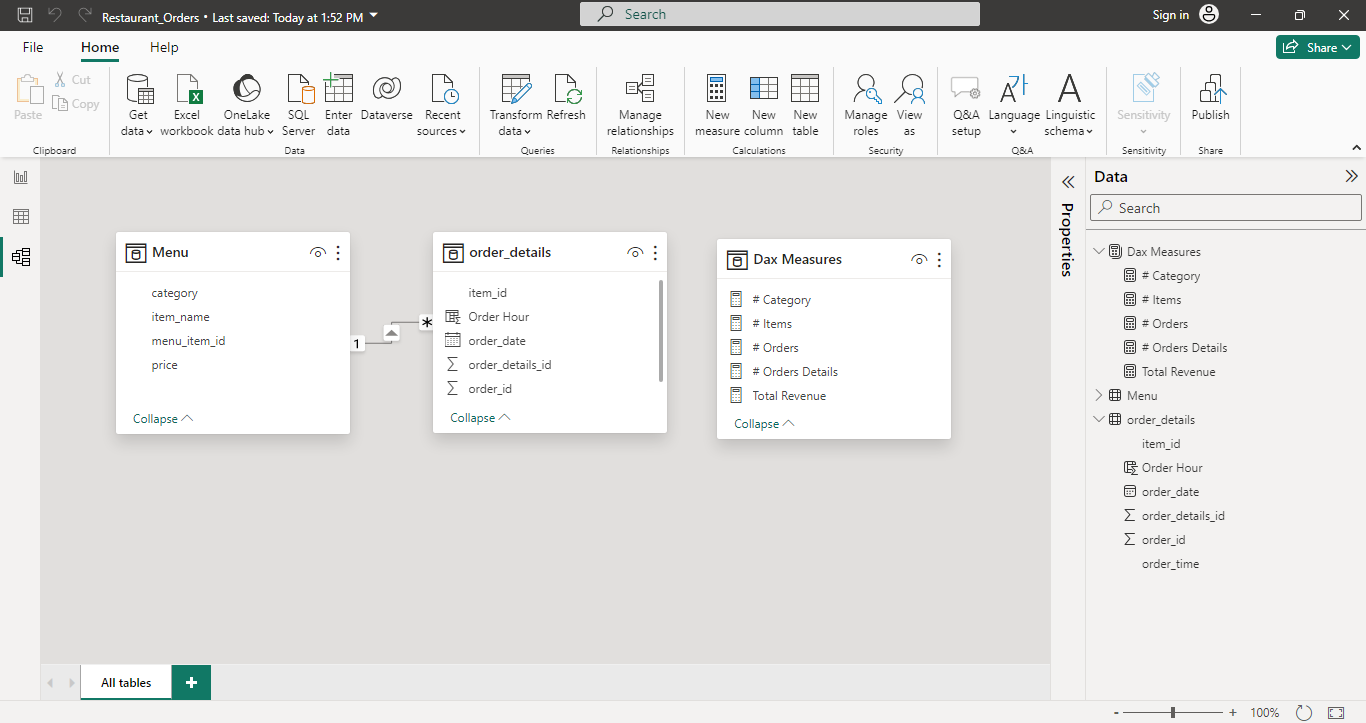 Restaurant_Orders • Last saved: Today at 1:52 PM
Search
Sign in
File
Home
Help
Share
Paste
Cut
Copy
Get data
Excel workbook
OneLake data hub
SQL Server
Enter data
Dataverse
Recent sources
Transform data
Refresh
Manage relationships
New measure
New column
New table
Manage roles
View as
Q&A setup
Language
Linguistic schema
Sensitivity
Publish
Clipboard
Data
Queries
Relationships
Calculations
Security
Q&A
Sensitivity
Share
Menu
category
item_name
menu_item_id
price
Collapse
1
*
order_details
item_id
Order Hour
order_date
order_details_id
order_id
Collapse
Dax Measures
# Category
# Items
# Orders
# Orders Details
Total Revenue
Collapse
Properties
Data
Search
Dax Measures
# Category
# Items
# Orders
# Orders Details
Total Revenue
Menu
order_details
item_id
Order Hour
order_date
order_details_id
order_id
order_time
All tables
+
- + 100%